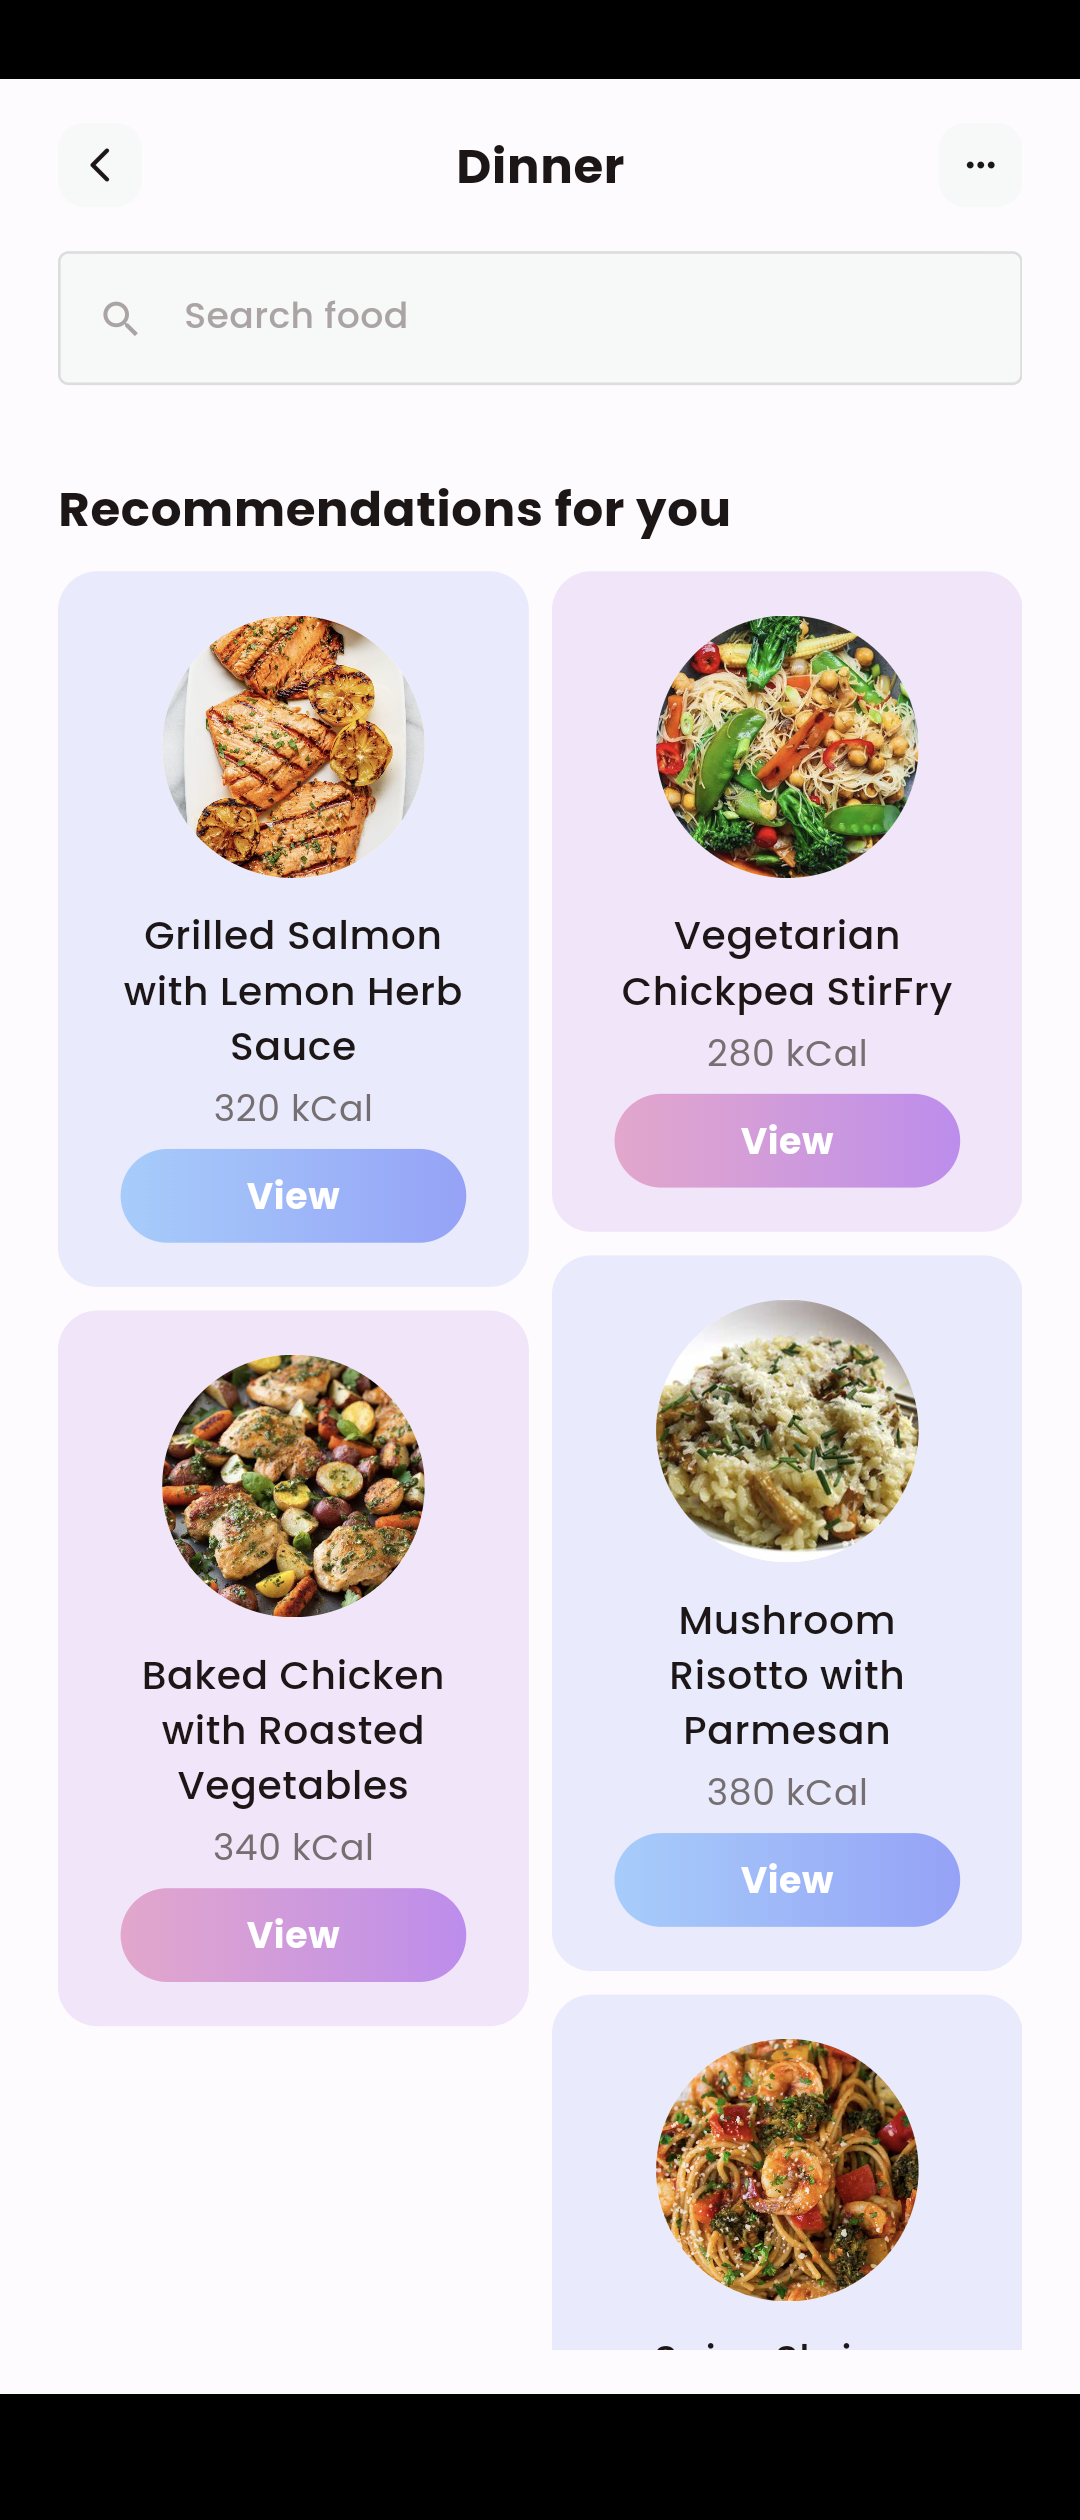 Dinner
Search food
Recommendations for you
Grilled Salmon
with Lemon Herb
Sauce
320 kCal
View
Vegetarian
Chickpea StirFry
280 kCal
View
Baked Chicken
with Roasted
Vegetables
340 kCal
View
Mushroom
Risotto with
Parmesan
380 kCal
View